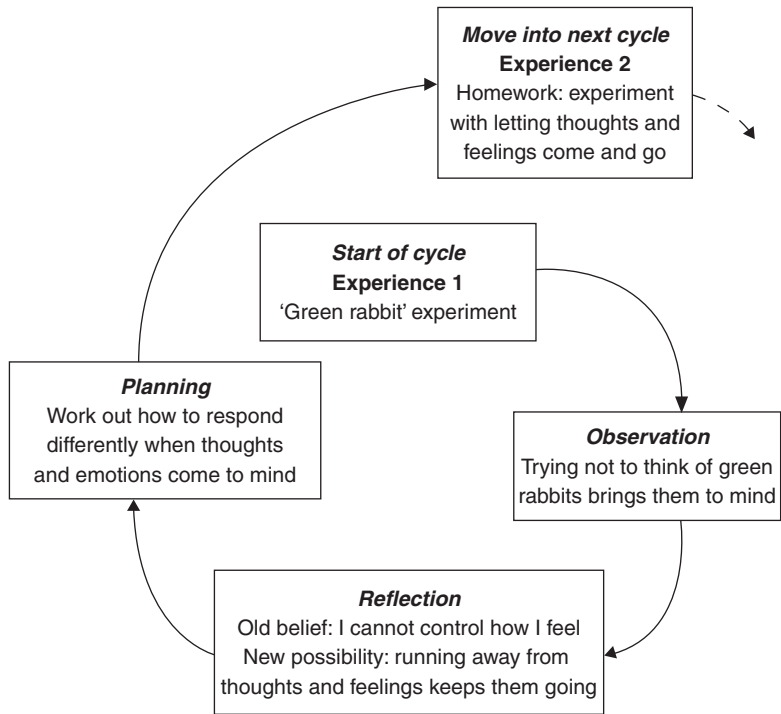 Move into next cycle
Experience 2
Homework: experiment
with letting thoughts and
feelings come and go
Start of cycle
Experience 1
‘Green rabbit’ experiment
Planning
Work out how to respond
differently when thoughts
and emotions come to mind
Observation
Trying not to think of green
rabbits brings them to mind
Reflection
Old belief: I cannot control how I feel
New possibility: running away from
thoughts and feelings keeps them going